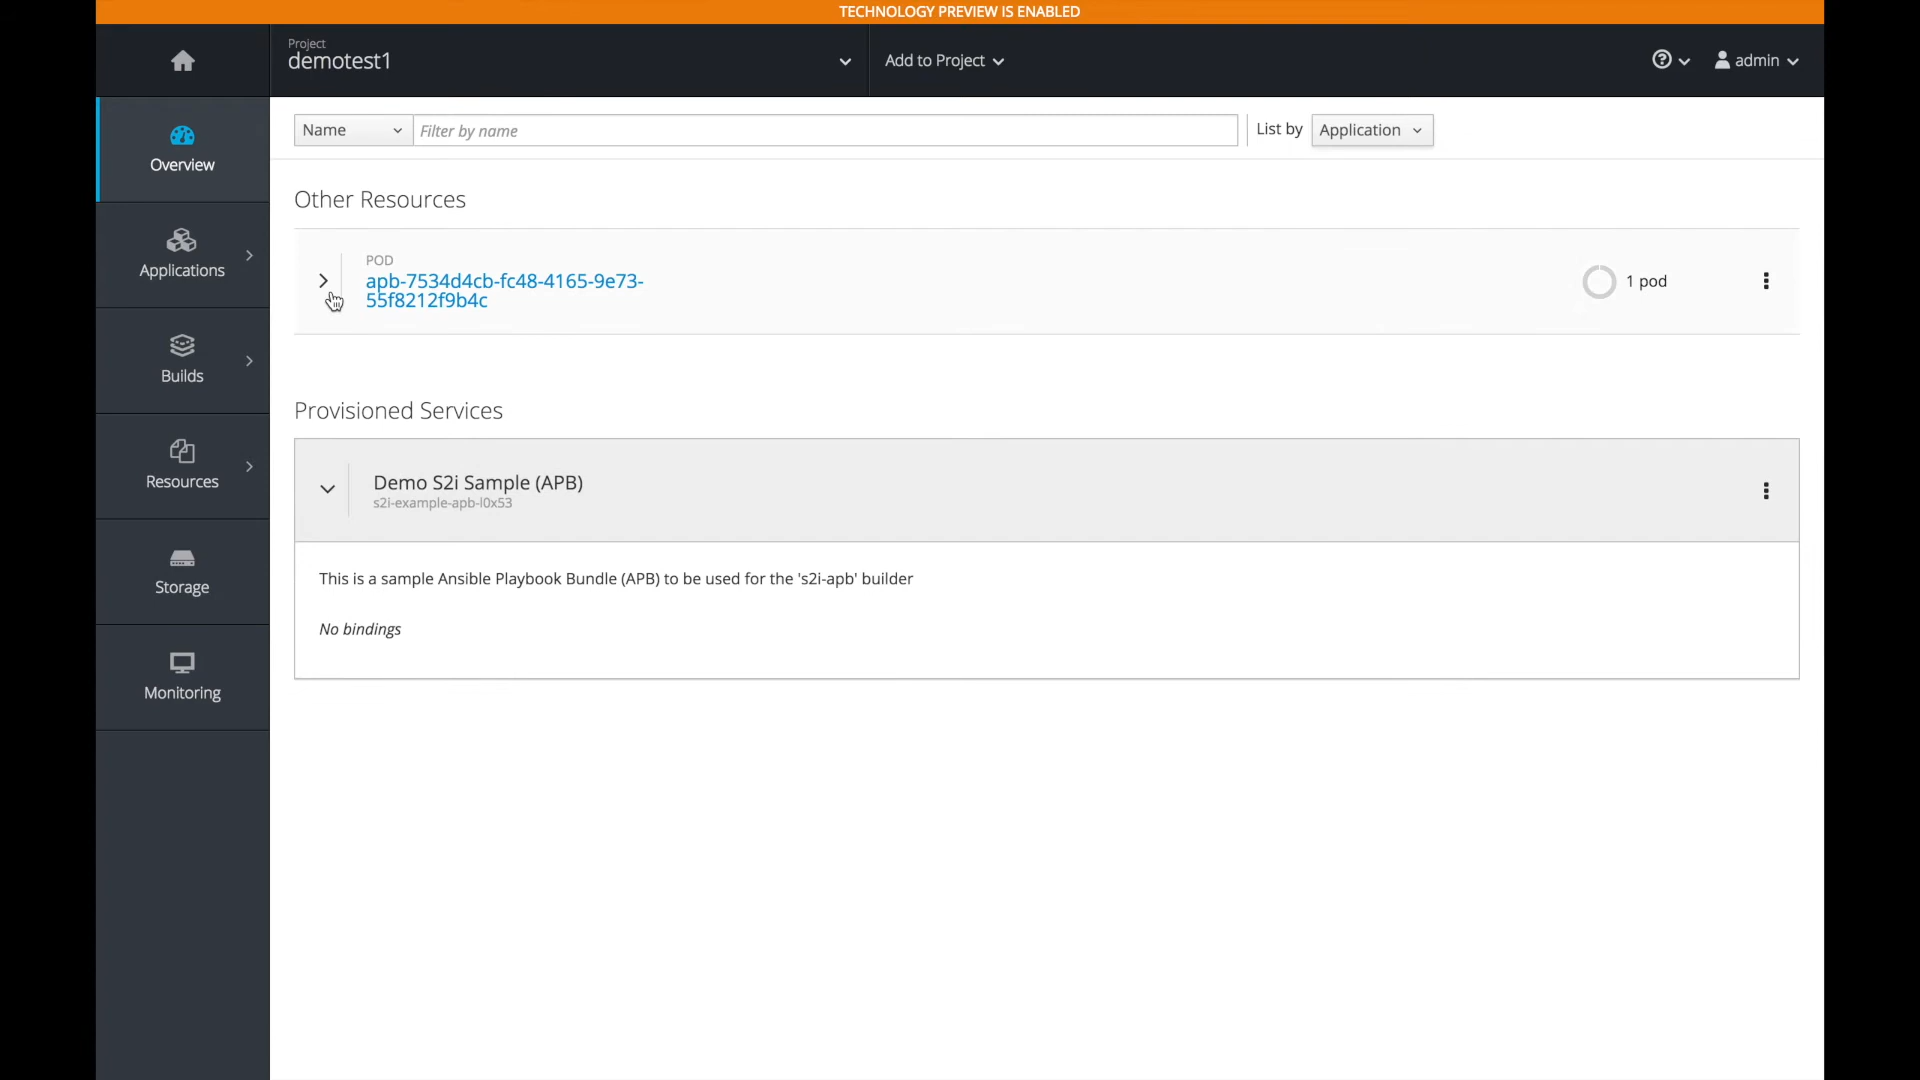 TECHNOLOGY PREVIEW IS ENABLED
Project
demotest1
Add to Project
admin
Overview
Applications
Builds
Resources
Storage
Monitoring
Name
Filter by name
List by
Application
Other Resources
POD
apb-7534d4cb-fc48-4165-9e73-
55f8212f9b4c
1 pod
Provisioned Services
Demo S2i Sample (APB)
s2i-example-apb-l0x53
This is a sample Ansible Playbook Bundle (APB) to be used for the 's2i-apb' builder
No bindings